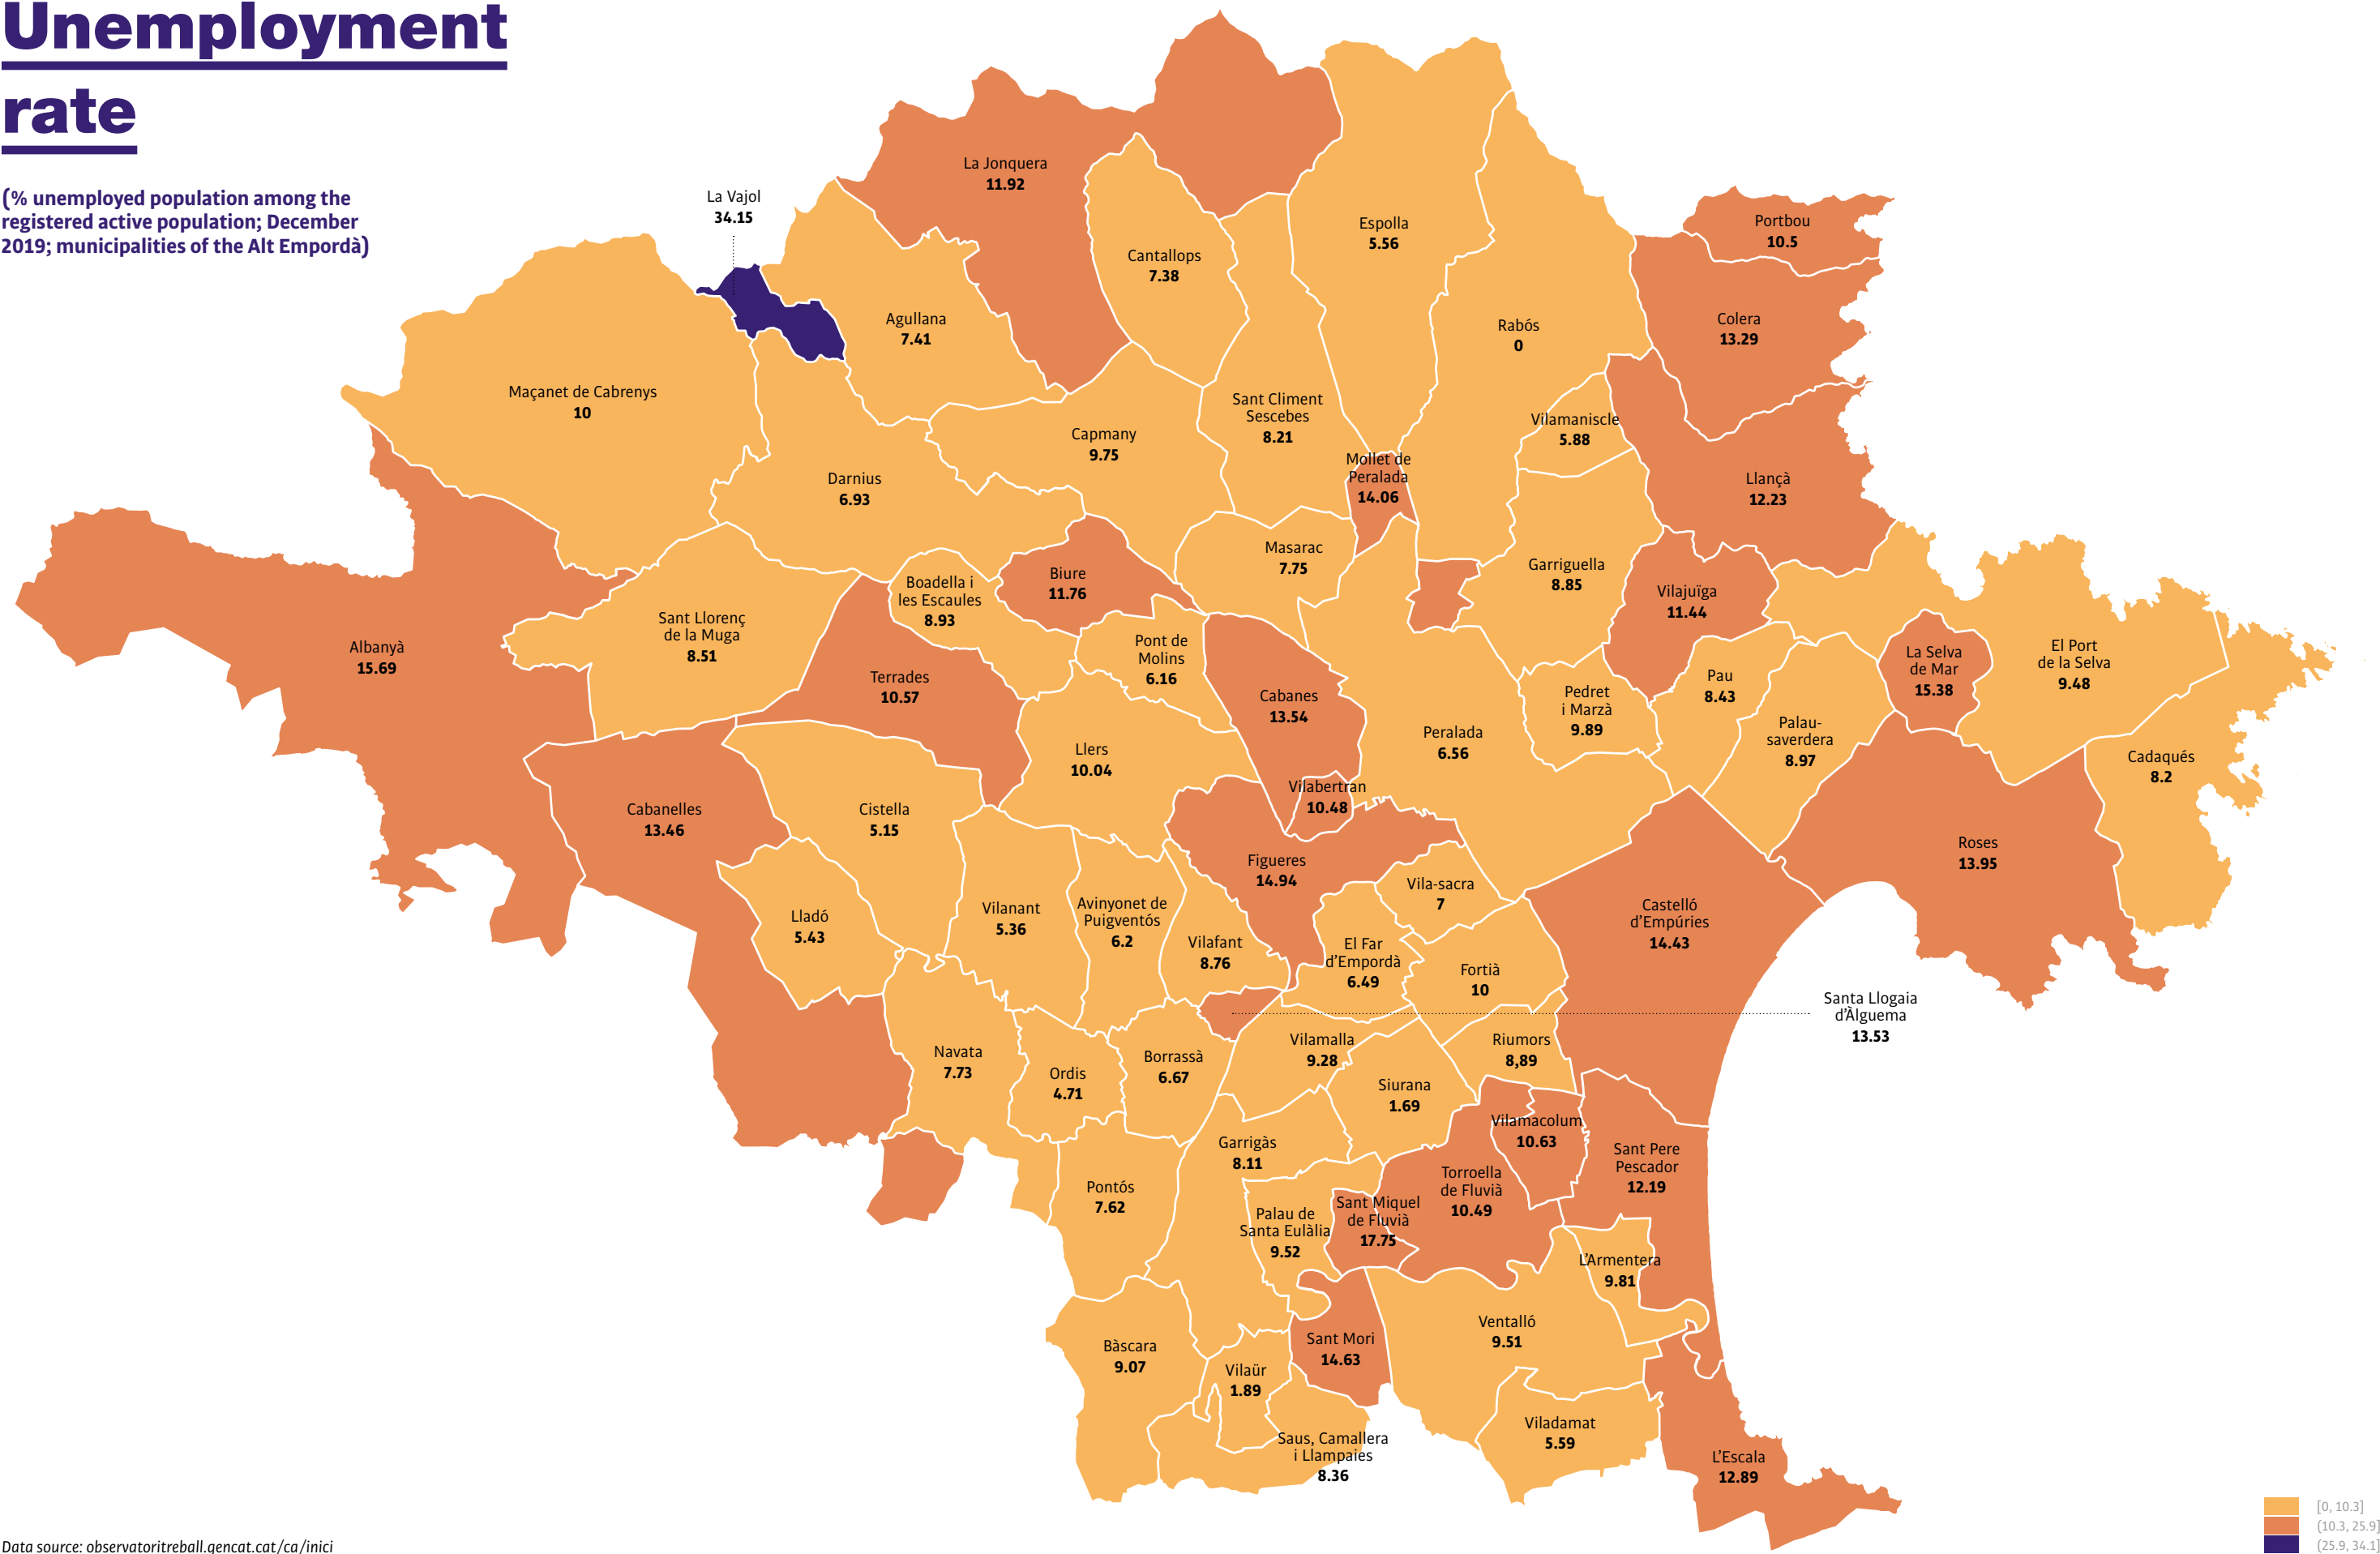 Unemployment
rate
(% unemployed population among the
registered active population; December
2019; municipalities of the Alt Empordà)
La Jonquera
11.92
La Vajol
34.15
Espolla
5.56
Portbou
10.5
Cantallops
7.38
Agullana
7.41
Rabós
0
Colera
13.29
Maçanet de Cabrenys
10
Sant Climent
Sescebes
8.21
Vilamaniscle
5.88
Capmany
9.75
Mollet de
Peralada
14.06
Darnius
6.93
Llançà
12.23
Masarac
7.75
Garriguella
8.85
Biure
11.76
Boadella i
les Escaules
8.93
Vilajuïga
11.44
Sant Llorenç
de la Muga
8.51
Albanyà
15.69
Pont de
Molins
6.16
El Port
de la Selva
9.48
La Selva
de Mar
15.38
Terrades
10.57
Pau
8.43
Cabanes
13.54
Pedret
i Marzà
9.89
Palau-
saverdera
8.97
Peralada
6.56
Llers
10.04
Cadaqués
8.2
Vilabertran
10.48
Cabanelles
13.46
Cistella
5.15
Roses
13.95
Figueres
14.94
Vila-sacra
7
Lladó
5.43
Vilanant
5.36
Avinyonet de
Puigventós
6.2
Castelló
d'Empúries
14.43
Vilafant
8.76
El Far
d'Empordà
6.49
Fortià
10
Santa Llogaia
d'Àlguema
13.53
Navata
7.73
Ordis
4.71
Borrassà
6.67
Vilamalla
9.28
Riumors
8,89
Siurana
1.69
Vilamacolum
10.63
Garrigàs
8.11
Sant Pere
Pescador
12.19
Torroella
de Fluvià
10.49
Pontós
7.62
Palau de
Santa Eulàlia
9.52
Sant Miquel
de Fluvià
17.75
L'Armentera
9.81
Ventalló
9.51
Sant Mori
14.63
Bàscara
9.07
Vilaür
1.89
Viladamat
5.59
Saus, Camallera
i Llampaies
8.36
L'Escala
12.89
[0, 10.3]
(10.3, 25.9]
(25.9, 34.1]
Data source: observatoritreball.gencat.cat/ca/inici